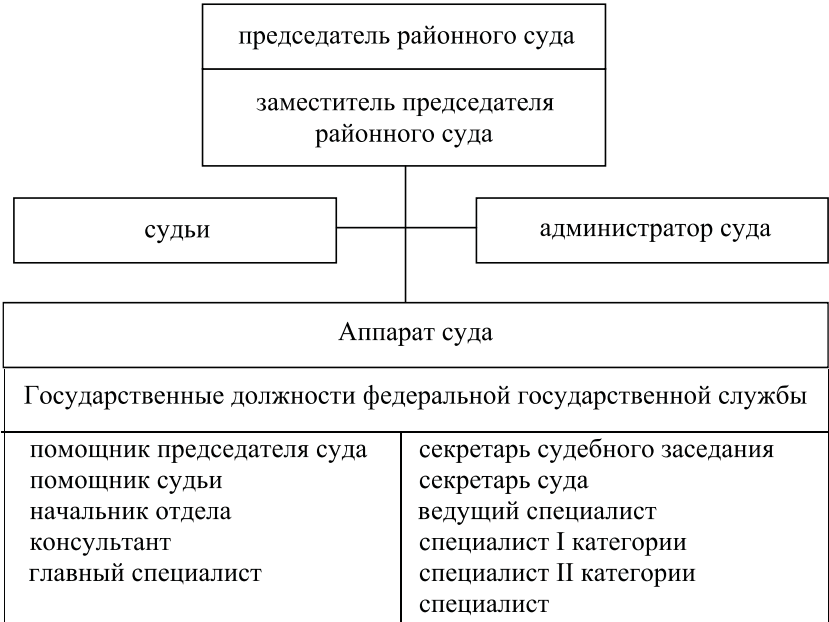 председатель районного суда
заместитель председателя
районного суда
судьи
администратор суда
Аппарат суда
Государственные должности федеральной государственной службы
помощник председателя суда
помощник судьи
начальник отдела
консультант
главный специалист
секретарь судебного заседания
секретарь суда
ведущий специалист
специалист I категории
специалист II категории
специалист